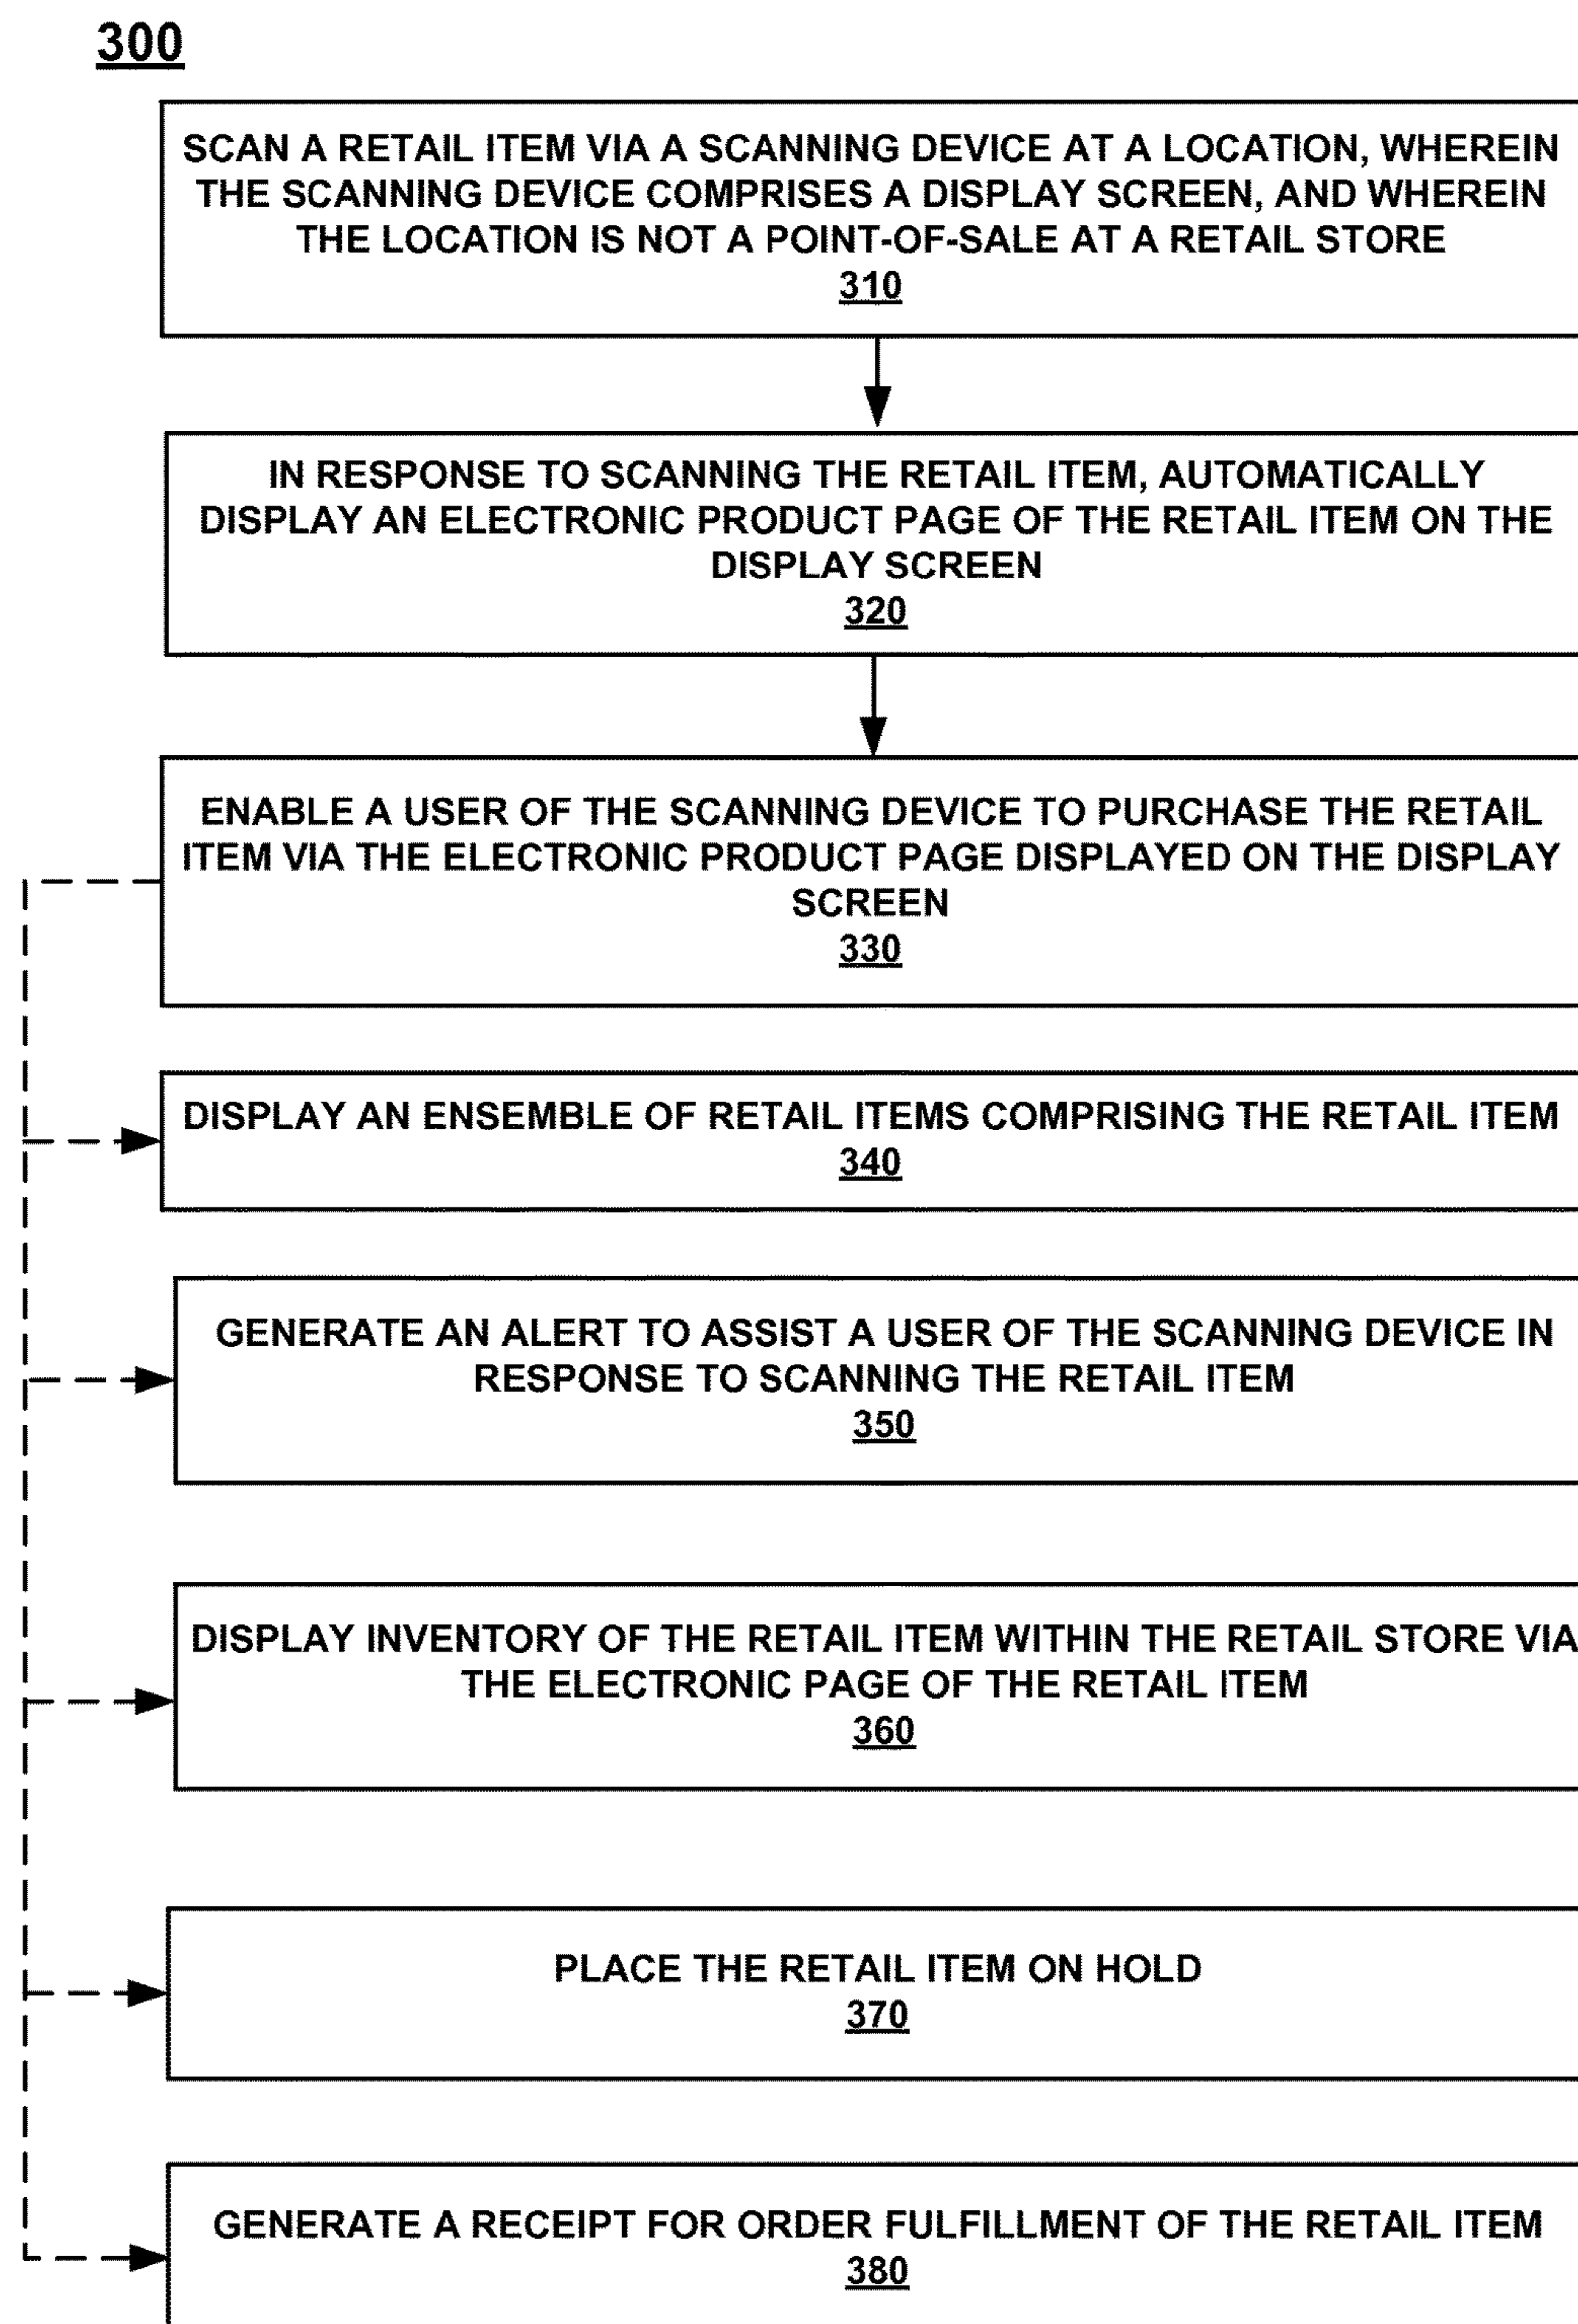 300
SCAN A RETAIL ITEM VIA A SCANNING DEVICE AT A LOCATION, WHEREIN
THE SCANNING DEVICE COMPRISES A DISPLAY SCREEN, AND WHEREIN
THE LOCATION IS NOT A POINT-OF-SALE AT A RETAIL STORE
310
IN RESPONSE TO SCANNING THE RETAIL ITEM, AUTOMATICALLY
DISPLAY AN ELECTRONIC PRODUCT PAGE OF THE RETAIL ITEM ON THE
DISPLAY SCREEN
320
ENABLE A USER OF THE SCANNING DEVICE TO PURCHASE THE RETAIL
ITEM VIA THE ELECTRONIC PRODUCT PAGE DISPLAYED ON THE DISPLAY
SCREEN
330
DISPLAY AN ENSEMBLE OF RETAIL ITEMS COMPRISING THE RETAIL ITEM
340
GENERATE AN ALERT TO ASSIST A USER OF THE SCANNING DEVICE IN
RESPONSE TO SCANNING THE RETAIL ITEM
350
DISPLAY INVENTORY OF THE RETAIL ITEM WITHIN THE RETAIL STORE VIA
THE ELECTRONIC PAGE OF THE RETAIL ITEM
360
PLACE THE RETAIL ITEM ON HOLD
370
GENERATE A RECEIPT FOR ORDER FULFILLMENT OF THE RETAIL ITEM
380